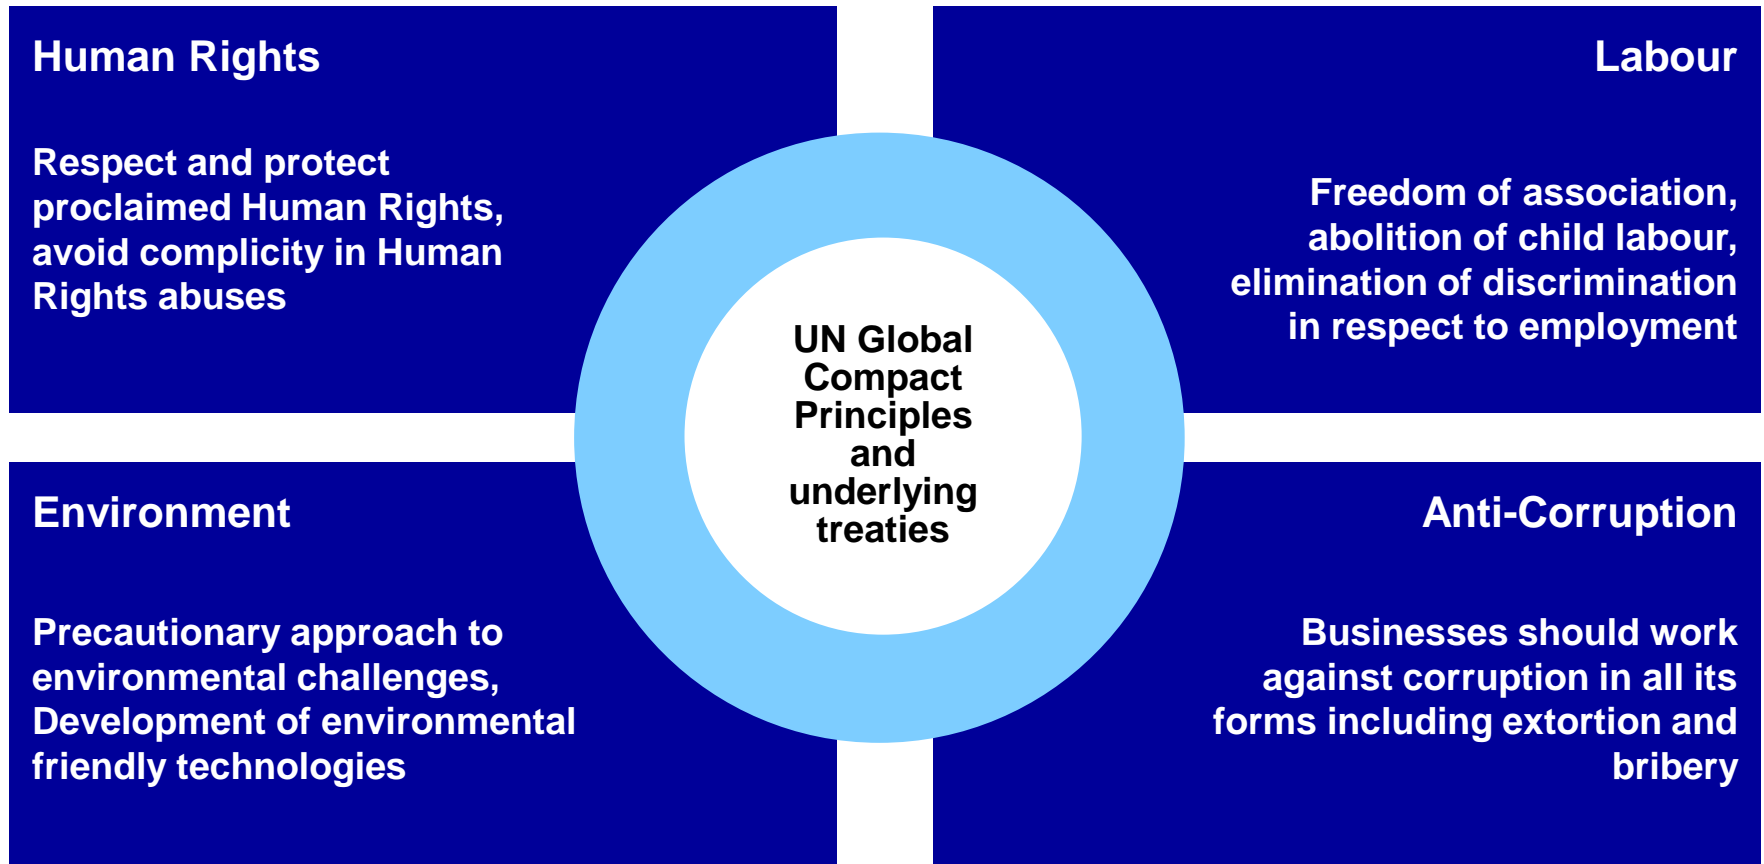 Human Rights
Respect and protect
proclaimed Human Rights,
avoid complicity in Human
Rights abuses
Labour
Freedom of association,
abolition of child labour,
elimination of discrimination
in respect to employment
UN Global
Compact
Principles
and
underlying
treaties
Environment
Precautionary approach to
environmental challenges,
Development of environmental
friendly technologies
Anti-Corruption
Businesses should work
against corruption in all its
forms including extortion and
bribery